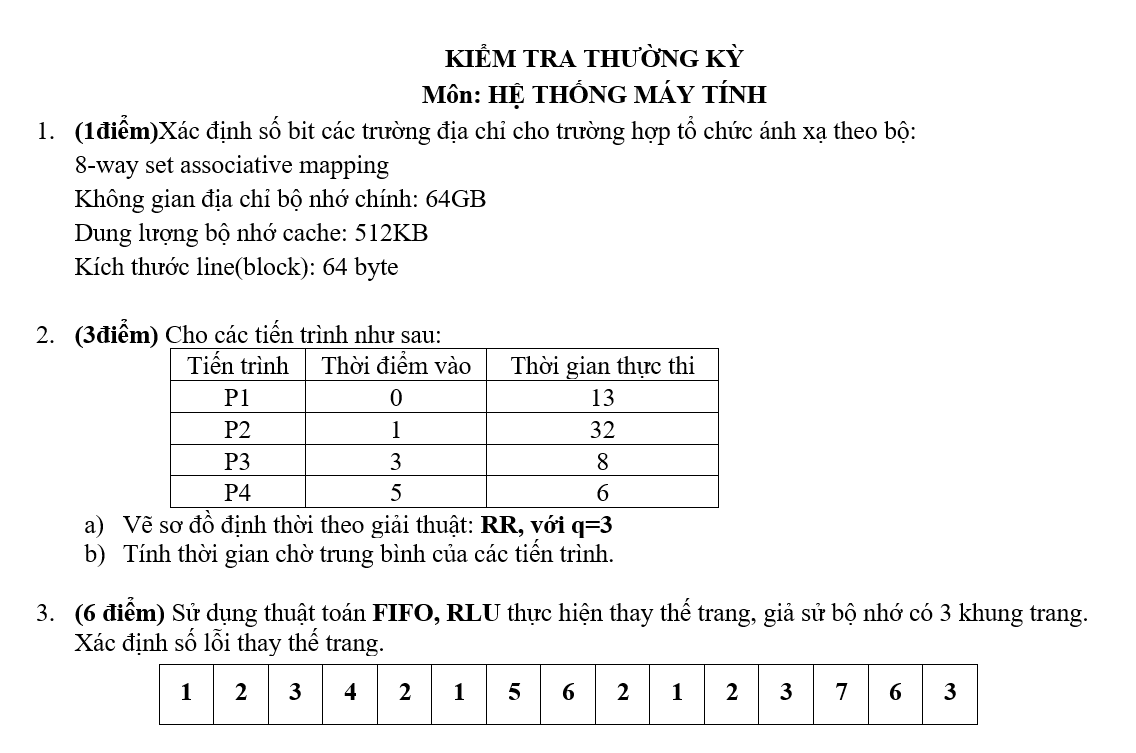 KIỂM TRA THƯỜNG KỲ
Môn: HỆ THỐNG MÁY TÍNH
1. (1điểm)Xác định số bit các trường địa chỉ cho trường hợp tổ chức ánh xạ theo bộ:
8-way set associative mapping
Không gian địa chỉ bộ nhớ chính: 64GB
Dung lượng bộ nhớ cache: 512KB
Kích thước line(block): 64 byte
2. (3điểm) Cho các tiến trình như sau:
Tiến trình Thời điểm vào Thời gian thực thi
P1 0 13
P2 1 32
P3 3 8
P4 5 6
a) Vẽ sơ đồ định thời theo giải thuật: RR, với q=3
b) Tính thời gian chờ trung bình của các tiến trình.
3. (6 điểm) Sử dụng thuật toán FIFO, RLU thực hiện thay thế trang, giả sử bộ nhớ có 3 khung trang.
Xác định số lỗi thay thế trang.
1 2 3 4 2 1 5 6 2 1 2 3 7 6 3